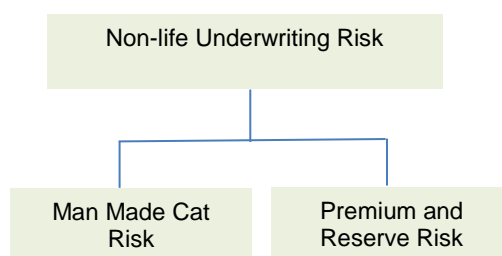 Non-life Underwriting Risk
Man Made Cat
Risk
Premium and
Reserve Risk